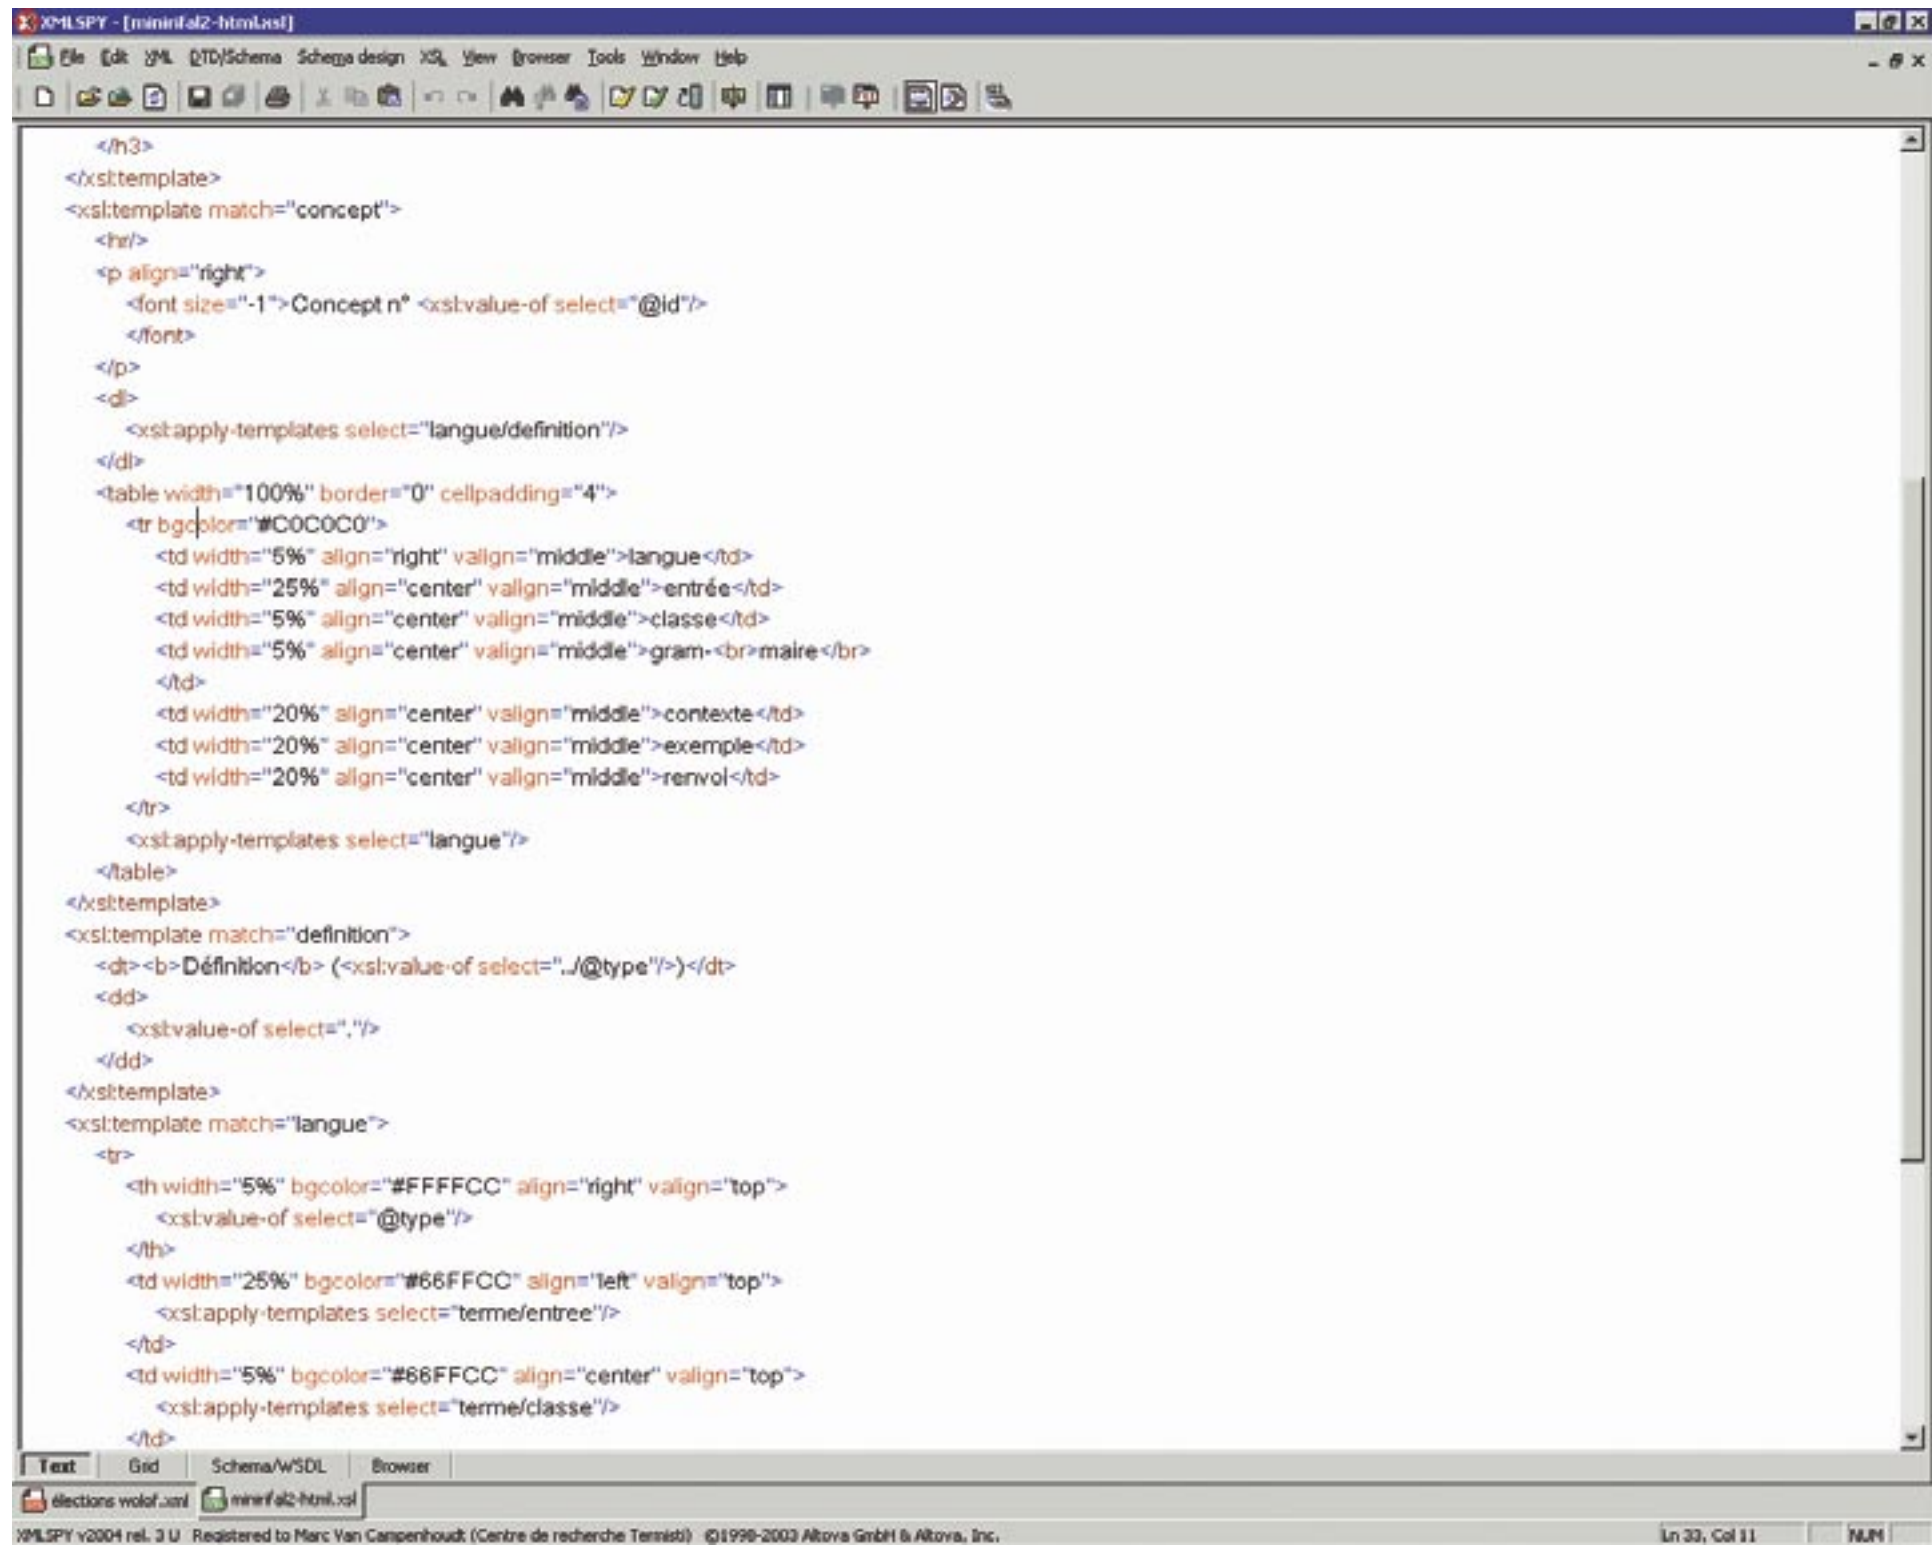 XMLSPY - [minirifal2-html.xsl]
File Edit XML DTD/Schema Schema design XSL View Browser Tools Window Help
</h3>
</xsl:template>
<xsl:template match="concept">
<hr/>
<p align="right">
<font size="-1">Concept n° <xsl:value-of select="@id"/>
</font>
</p>
<dl>
<xsl:apply-templates select="langue/definition"/>
</dl>
<table width="100%" border="0" cellpadding="4">
<tr bgcolor="#C0C0C0">
<td width="5%" align="right" valign="middle">langue</td>
<td width="25%" align="center" valign="middle">entrée</td>
<td width="5%" align="center" valign="middle">classe</td>
<td width="5%" align="center" valign="middle">gram-<br>maire</br>
</td>
<td width="20%" align="center" valign="middle">contexte</td>
<td width="20%" align="center" valign="middle">exemple</td>
<td width="20%" align="center" valign="middle">renvoi</td>
</tr>
<xsl:apply-templates select="langue"/>
</table>
</xsl:template>
<xsl:template match="definition">
<dt><b>Définition</b> (<xsl:value-of select="../@type"/>)</dt>
<dd>
<xsl:value-of select="."/>
</dd>
</xsl:template>
<xsl:template match="langue">
<tr>
<th width="5%" bgcolor="#FFFFCC" align="right" valign="top">
<xsl:value-of select="@type"/>
</th>
<td width="25%" bgcolor="#66FFCC" align="left" valign="top">
<xsl:apply-templates select="terme/entree"/>
</td>
<td width="5%" bgcolor="#66FFCC" align="center" valign="top">
<xsl:apply-templates select="terme/classe"/>
</td>
Text Grid Schema/WSDL Browser
élections wolof.xml minirifal2-html.xsl
XMLSPY v2004 rel. 3 U Registered to Marc Van Campenhoudt (Centre de recherche Termisti) ©1998-2003 Altova GmbH & Altova, Inc. Ln 33, Col 11 NUM